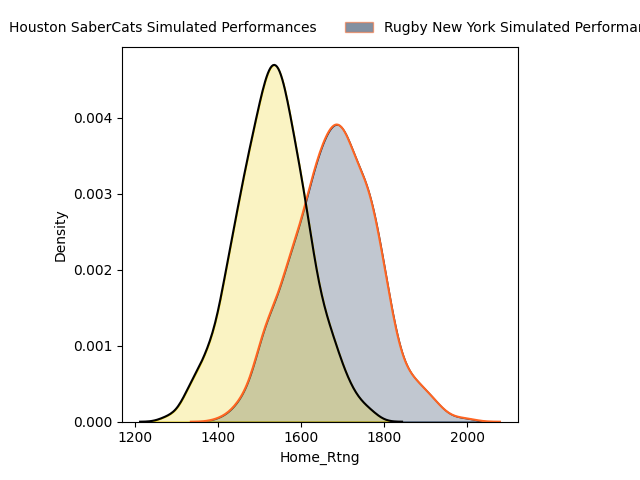 Houston SaberCats Simulated Performances
Rugby New York Simulated
Density
0.004
0.003
0.002
0.001
0.000
1200 1400 1600 1800 2000
Home_Rtng